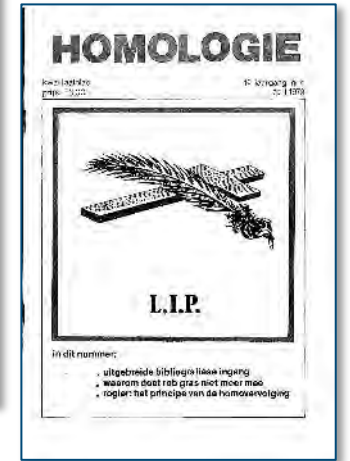 HOMOLOGIE
L.I.P.
in dit nummer:
. uitgebreide bibliografiese ingang
. waarom doet rob gras niet meer mee
. rogier: het principe van de homovervolging